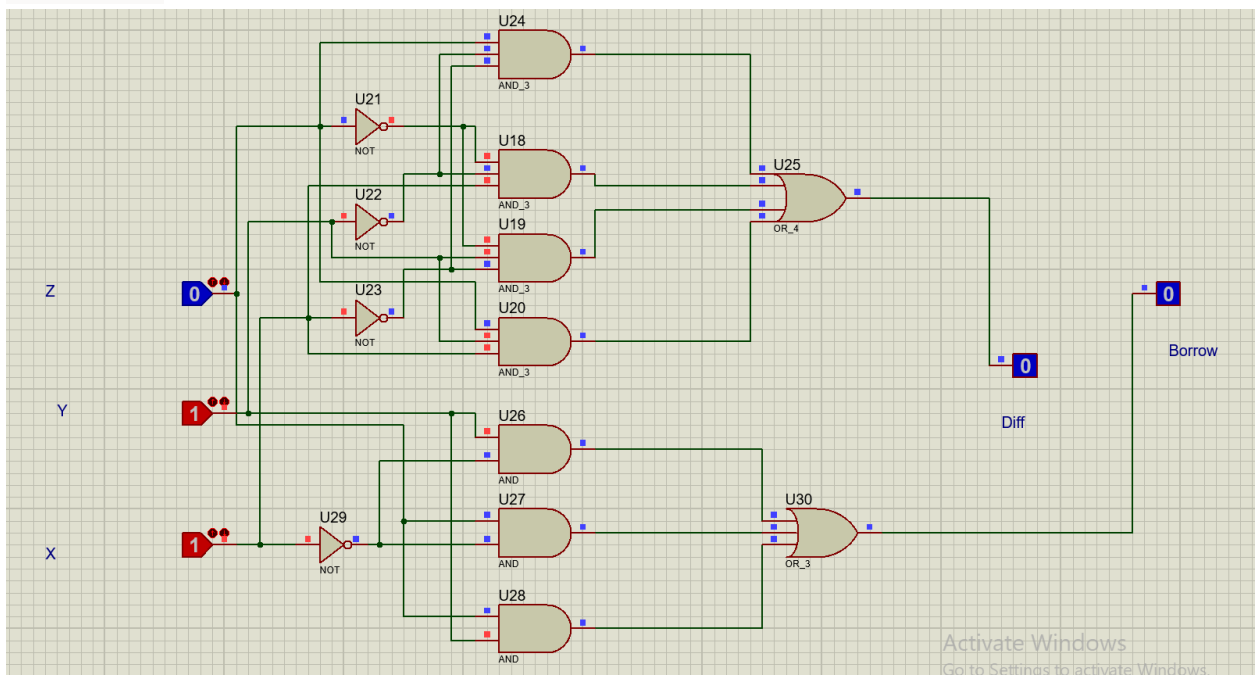 U24
AND_3
U21
NOT
U18
AND_3
U25
OR_4
U22
NOT
U19
AND_3
U23
NOT
Z
0
0
U20
AND_3
Borrow
0
Y
1
U26
AND
Diff
U27
AND
U30
OR_3
U29
NOT
X
1
U28
AND
Activate Windows
Go to Settings to activate Windows.